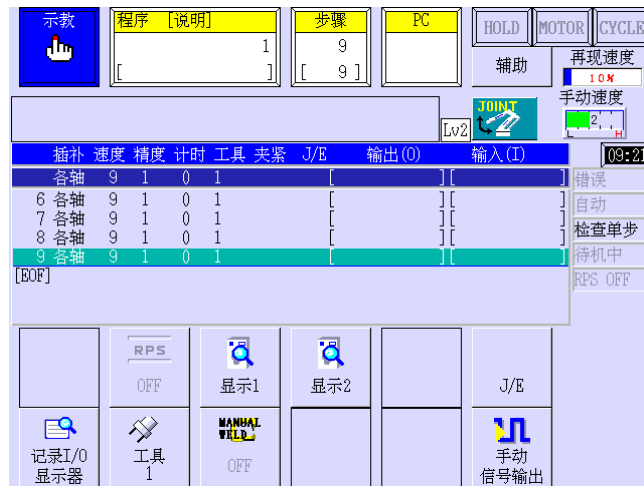 示教
程序 [说明]
1
[ ]
步骤
9
[ 9 ]
PC
HOLD
MOTOR
CYCLE
辅助
再现速度
10%
手动速度
2
L H
JOINT
Lv2
插补 速度 精度 计时 工具 夹紧 J/E 输出(O) 输入(I)
09:21
各轴 9 1 0 1 [ ][ ]
6 各轴 9 1 0 1 [ ][ ]
7 各轴 9 1 0 1 [ ][ ]
8 各轴 9 1 0 1 [ ][ ]
9 各轴 9 1 0 1 [ ][ ]
[EOF]
错误
自动
检查单步
待机中
RPS OFF
RPS
OFF
显示1
显示2
J/E
记录I/O
显示器
工具
1
MANUAL
WELD
OFF
手动
信号输出